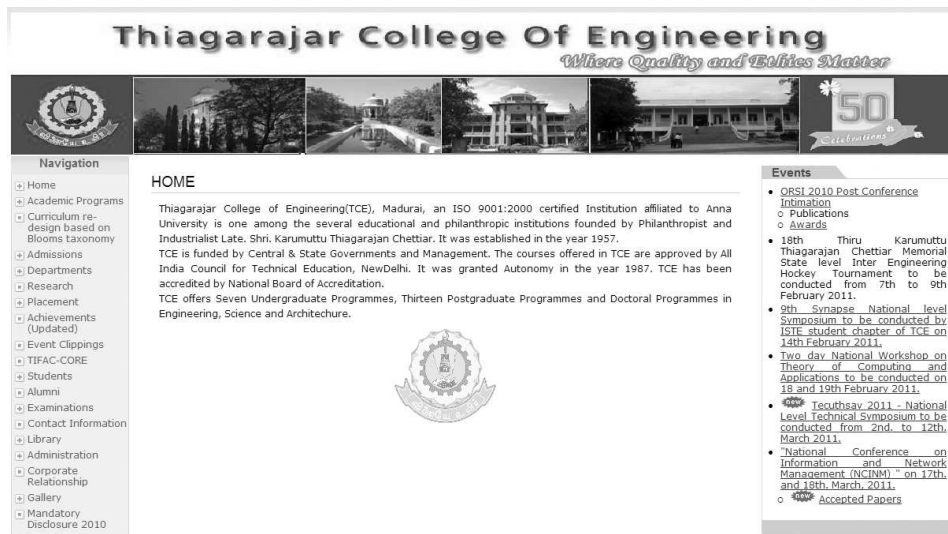 Thiagarajar College Of Engineering
Where Quality and Ethics Matter
50
Celebrations
Navigation
Home
Academic Programs
Curriculum re-
design based on
Blooms taxonomy
Admissions
Departments
Research
Placement
Achievements
(Updated)
Event Clippings
TIFAC-CORE
Students
Alumni
Examinations
Contact Information
Library
Administration
Corporate
Relationship
Gallery
Mandatory
Disclosure 2010
HOME
Thiagarajar College of Engineering(TCE), Madurai, an ISO 9001:2000 certified Institution affiliated to Anna
University is one among the several educational and philanthropic institutions founded by Philanthropist and
Industrialist Late. Shri. Karumuttu Thiagarajan Chettiar. It was established in the year 1957.
TCE is funded by Central & State Governments and Management. The courses offered in TCE are approved by All
India Council for Technical Education, NewDelhi. It was granted Autonomy in the year 1987. TCE has been
accredited by National Board of Accreditation.
TCE offers Seven Undergraduate Programmes, Thirteen Postgraduate Programmes and Doctoral Programmes in
Engineering, Science and Architechure.
Events
ORSI 2010 Post Conference
Intimation
Publications
Awards
18th Thiru Karumuttu
Thiagarajan Chettiar Memorial
State level Inter Engineering
Hockey Tournament to be
conducted from 7th to 9th
February 2011.
9th Synapse National level
Symposium to be conducted by
ISTE student chapter of TCE on
14th February 2011.
Two day National Workshop on
Theory of Computing and
Applications to be conducted on
18 and 19th February 2011.
new Tecuthsav 2011 - National
Level Technical Symposium to be
conducted from 2nd. to 12th.
March 2011.
"National Conference on
Information and Network
Management (NCINM) " on 17th.
and 18th. March, 2011.
new Accepted Papers